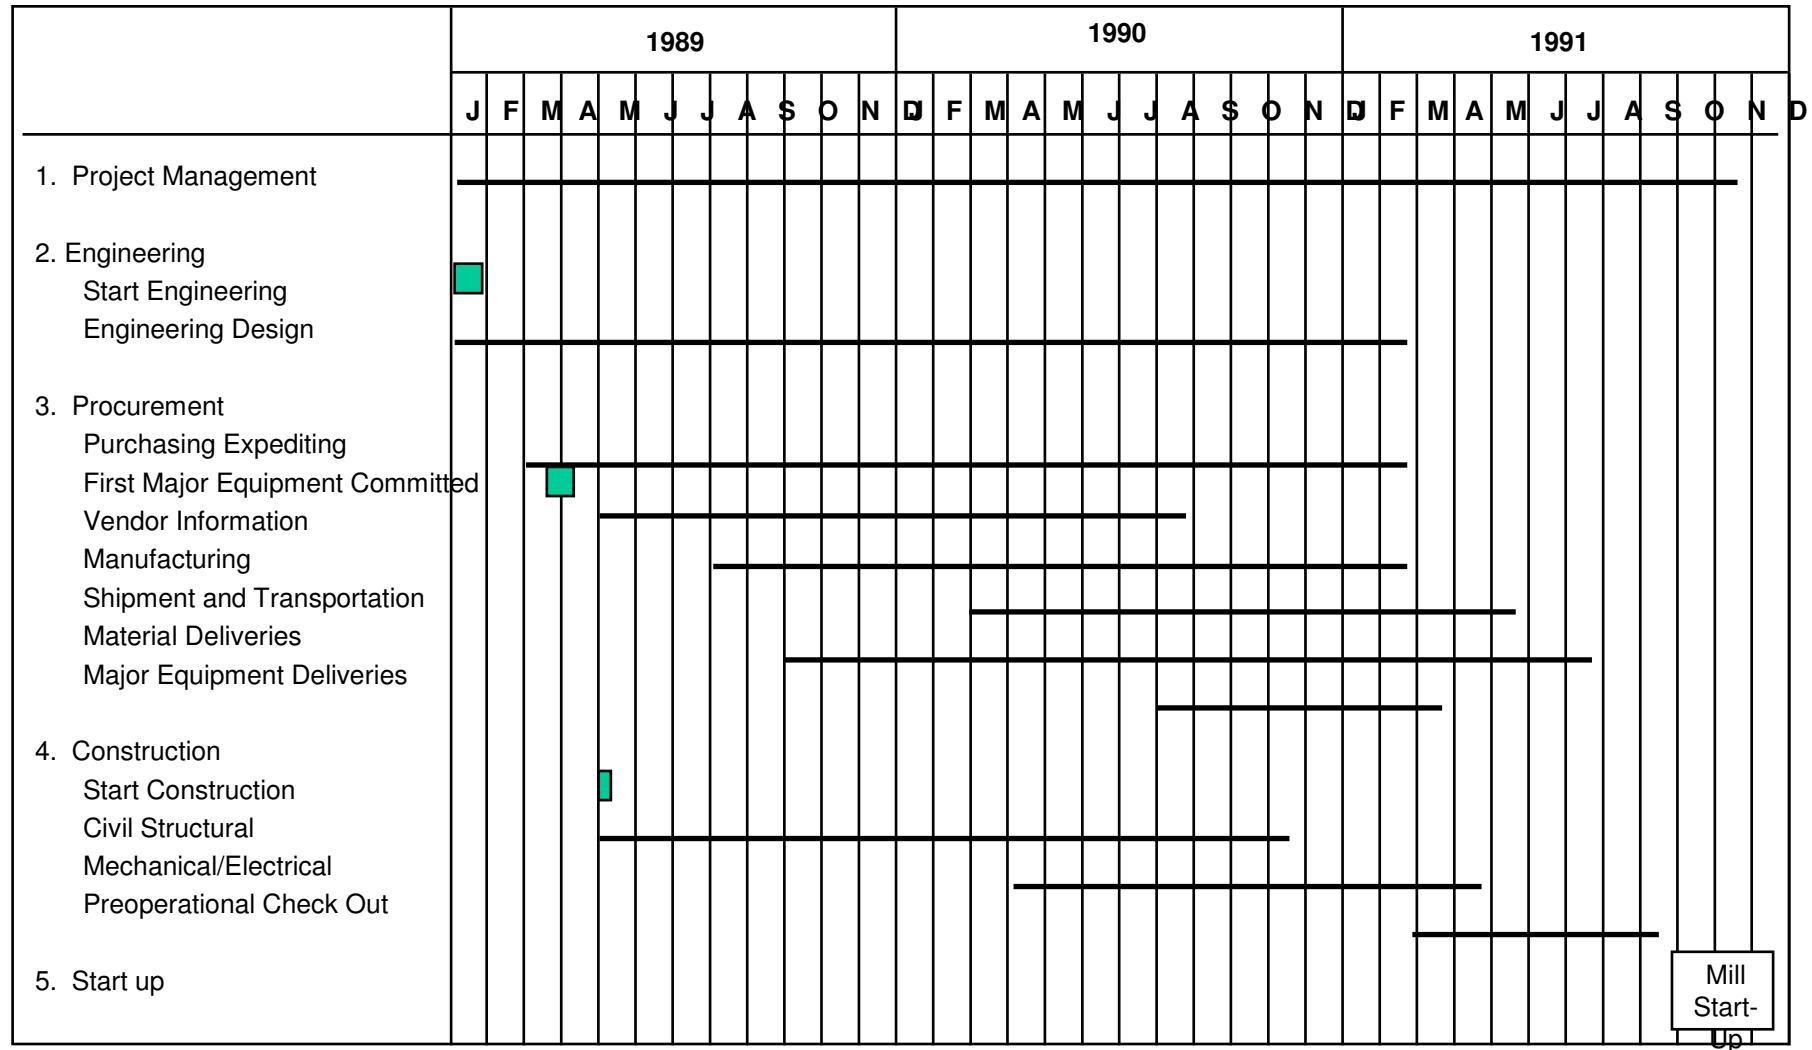 1989 1990 1991
J F M A M J J A S O N D J F M A M J J A S O N D J F M A M J J A S O N D
1. Project Management
2. Engineering
Start Engineering
Engineering Design
3. Procurement
Purchasing Expediting
First Major Equipment Committed
Vendor Information
Manufacturing
Shipment and Transportation
Material Deliveries
Major Equipment Deliveries
4. Construction
Start Construction
Civil Structural
Mechanical/Electrical
Preoperational Check Out
5. Start up
Mill
Start-
Up